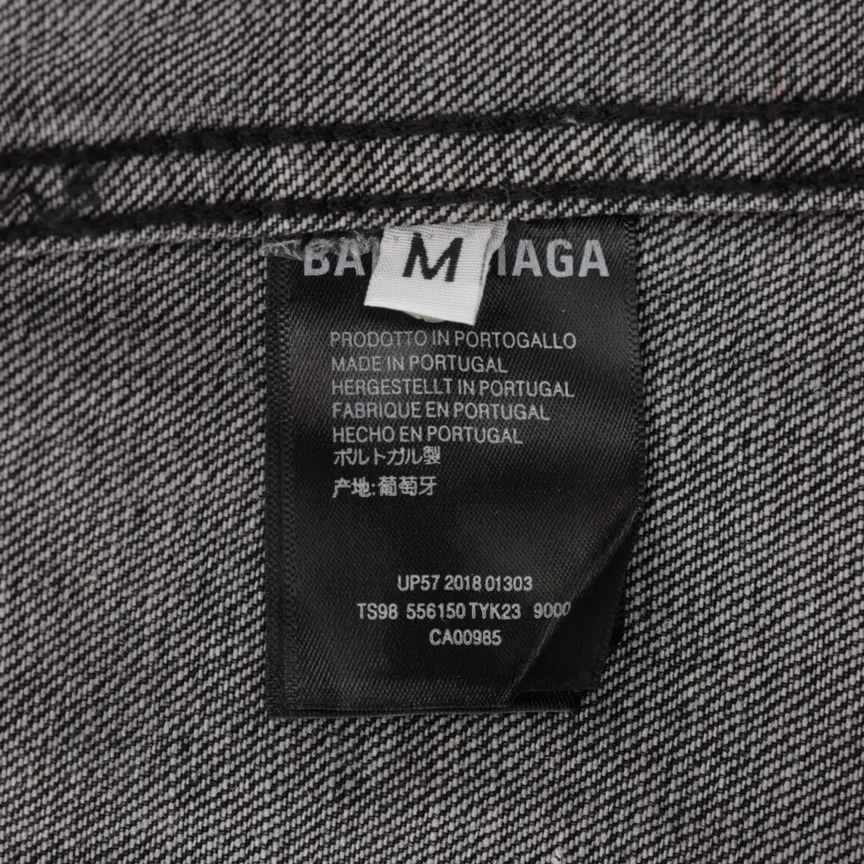 M
PRODOTTO IN PORTOGALLO
MADE IN PORTUGAL
HERGESTELLT IN PORTUGAL
FABRIQUE EN PORTUGAL
HECHO EN PORTUGAL
ポルトガル製
产地:葡萄牙
UP57 2018 01303
TS98 556150 TYK23 9000
CA00985